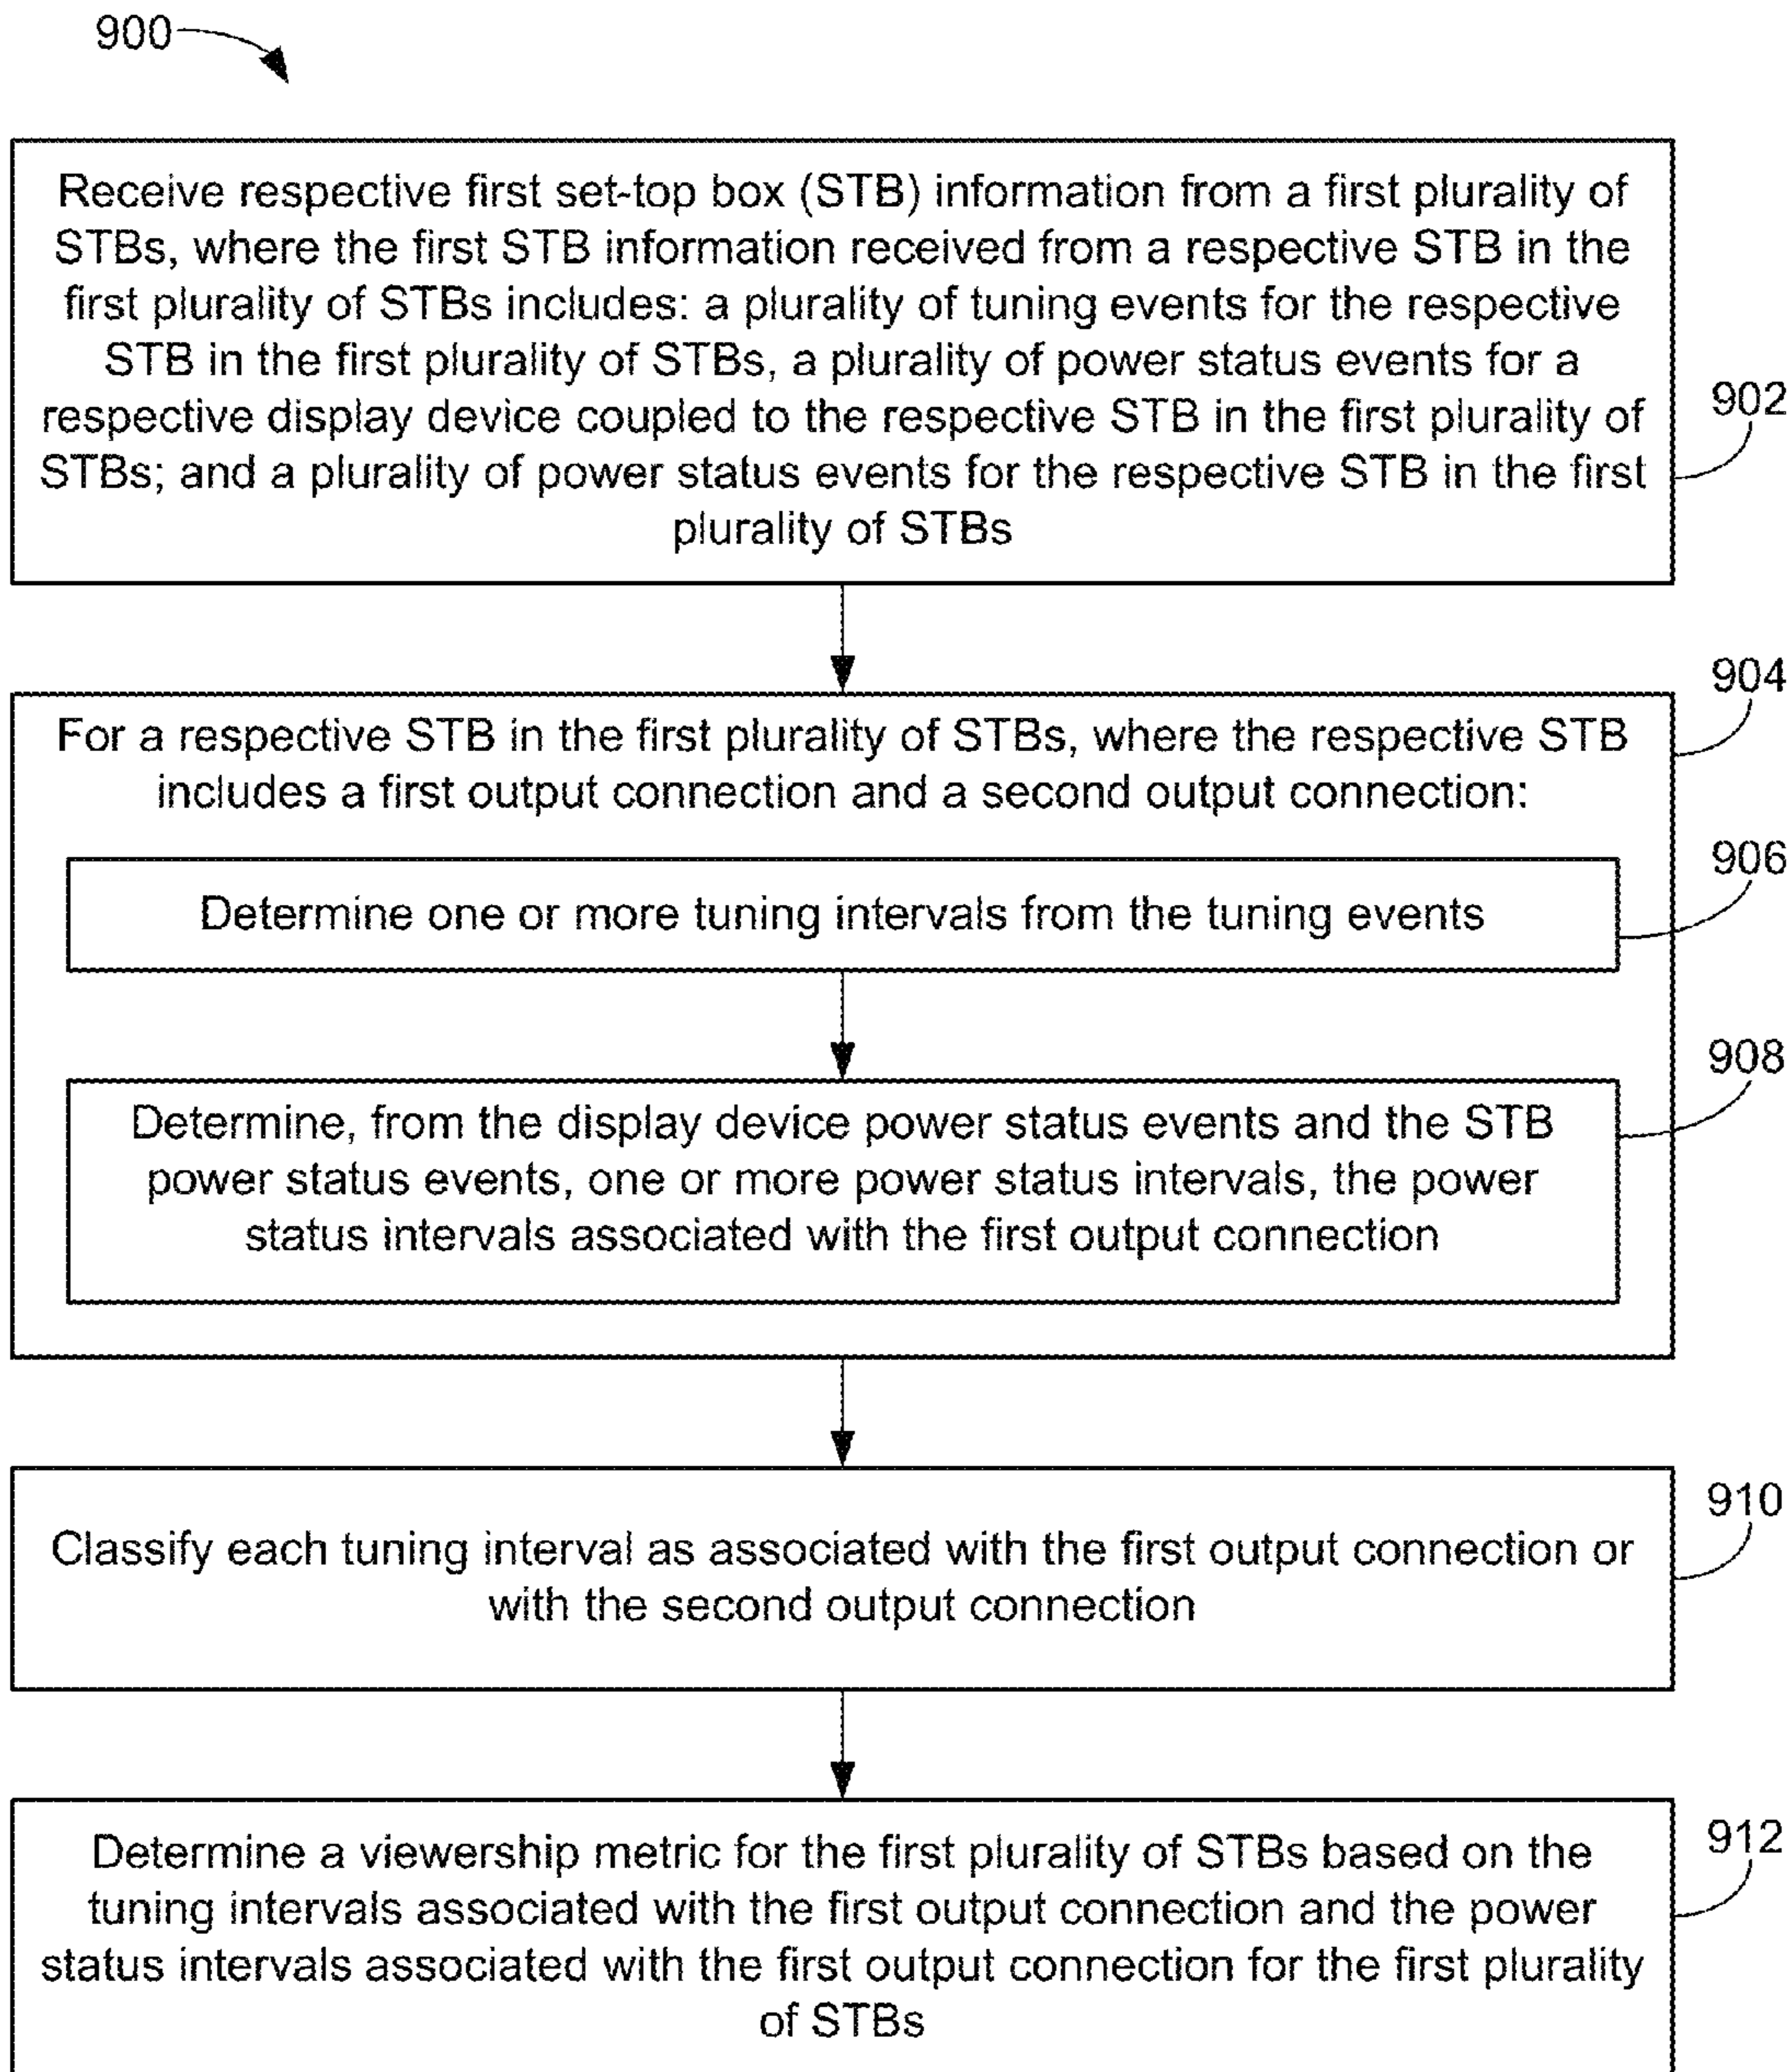 900
Receive respective first set-top box (STB) information from a first plurality of
STBs, where the first STB information received from a respective STB in the
first plurality of STBs includes: a plurality of tuning events for the respective
STB in the first plurality of STBs, a plurality of power status events for a
respective display device coupled to the respective STB in the first plurality of
STBs; and a plurality of power status events for the respective STB in the first
plurality of STBs
902
904
For a respective STB in the first plurality of STBs, where the respective STB
includes a first output connection and a second output connection:
906
Determine one or more tuning intervals from the tuning events
908
Determine, from the display device power status events and the STB
power status events, one or more power status intervals, the power
status intervals associated with the first output connection
910
Classify each tuning interval as associated with the first output connection or
with the second output connection
912
Determine a viewership metric for the first plurality of STBs based on the
tuning intervals associated with the first output connection and the power
status intervals associated with the first output connection for the first plurality
of STBs